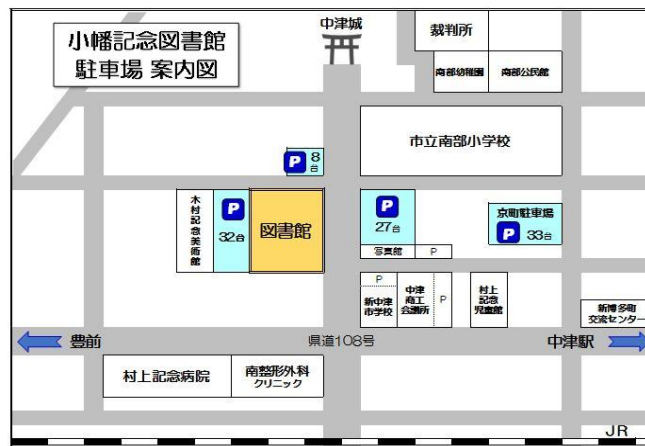 小幡記念図書館
駐車場 案内図
中津城
裁判所
南部幼稚園
南部公民館
市立南部小学校
P 8
台
木村記念美術館
P
32台
図書館
P
27台
写真館
P
京町駐車場
P 33台
P
新中津
市学校
中津
商工
会議所
P
村上
記念
児童館
新博多町
交流センター
豊前
県道108号
中津駅
村上記念病院
南整形外科
クリニック
JR